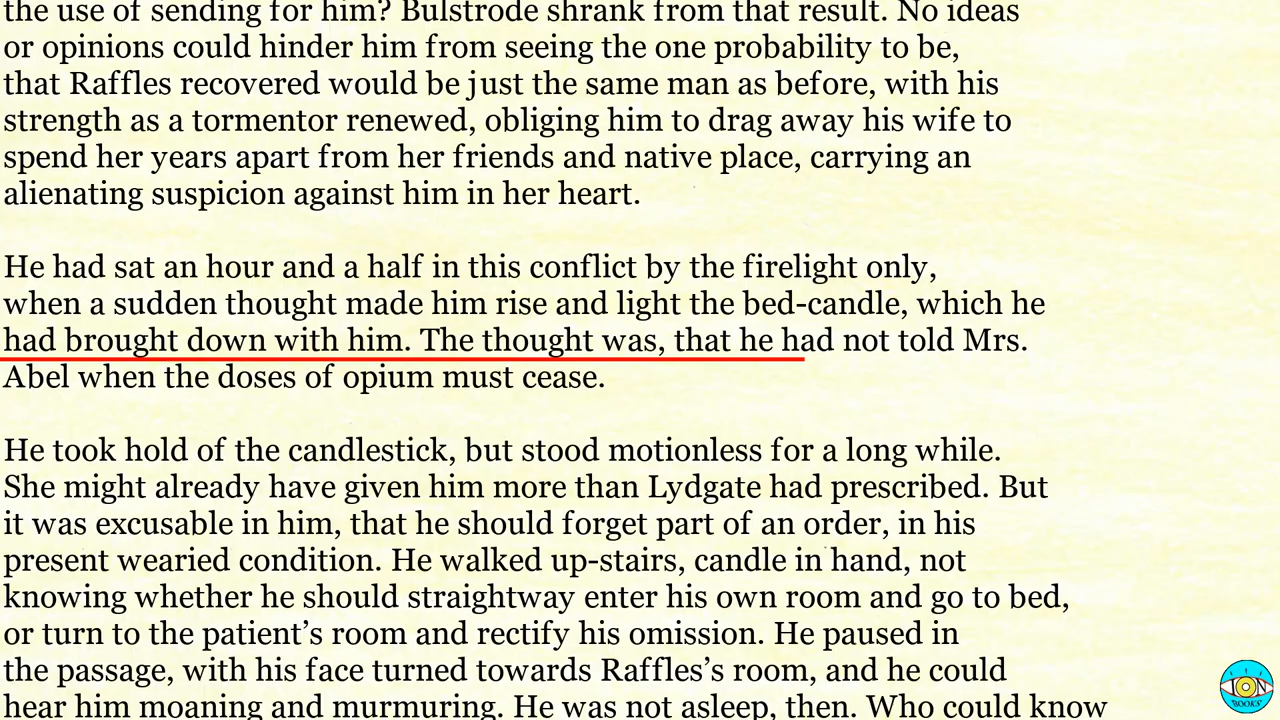 the use of sending for him? Bulstrode shrank from that result. No ideas
or opinions could hinder him from seeing the one probability to be,
that Raffles recovered would be just the same man as before, with his
strength as a tormentor renewed, obliging him to drag away his wife to
spend her years apart from her friends and native place, carrying an
alienating suspicion against him in her heart.
He had sat an hour and a half in this conflict by the firelight only,
when a sudden thought made him rise and light the bed-candle, which he
had brought down with him. The thought was, that he had not told Mrs.
Abel when the doses of opium must cease.
He took hold of the candlestick, but stood motionless for a long while.
She might already have given him more than Lydgate had prescribed. But
it was excusable in him, that he should forget part of an order, in his
present wearied condition. He walked up-stairs, candle in hand, not
knowing whether he should straightway enter his own room and go to bed,
or turn to the patient’s room and rectify his omission. He paused in
the passage, with his face turned towards Raffles’s room, and he could
hear him moaning and murmuring. He was not asleep, then. Who could know
ION
BOOKS